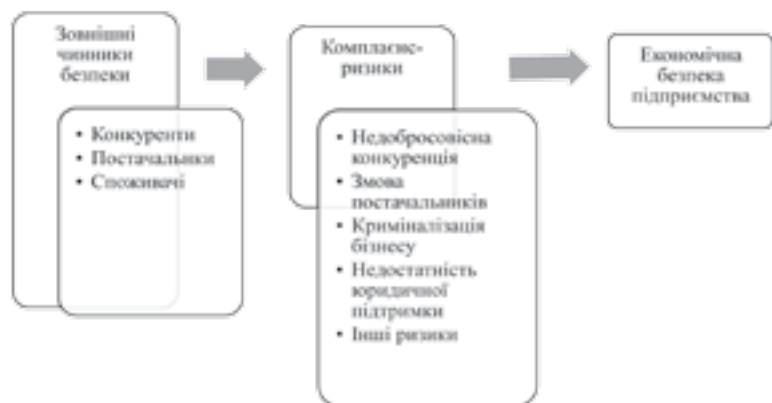 Зовнішні
чинники
безпеки
• Конкуренти
• Постачальники
• Споживачі
Комплаєнс-
ризики
• Недобросовісна
конкуренція
• Змова
постачальників
• Криміналізація
бізнесу
• Недостатність
юридичної
підтримки
• Інші ризики
Економічна
безпека
підприємства